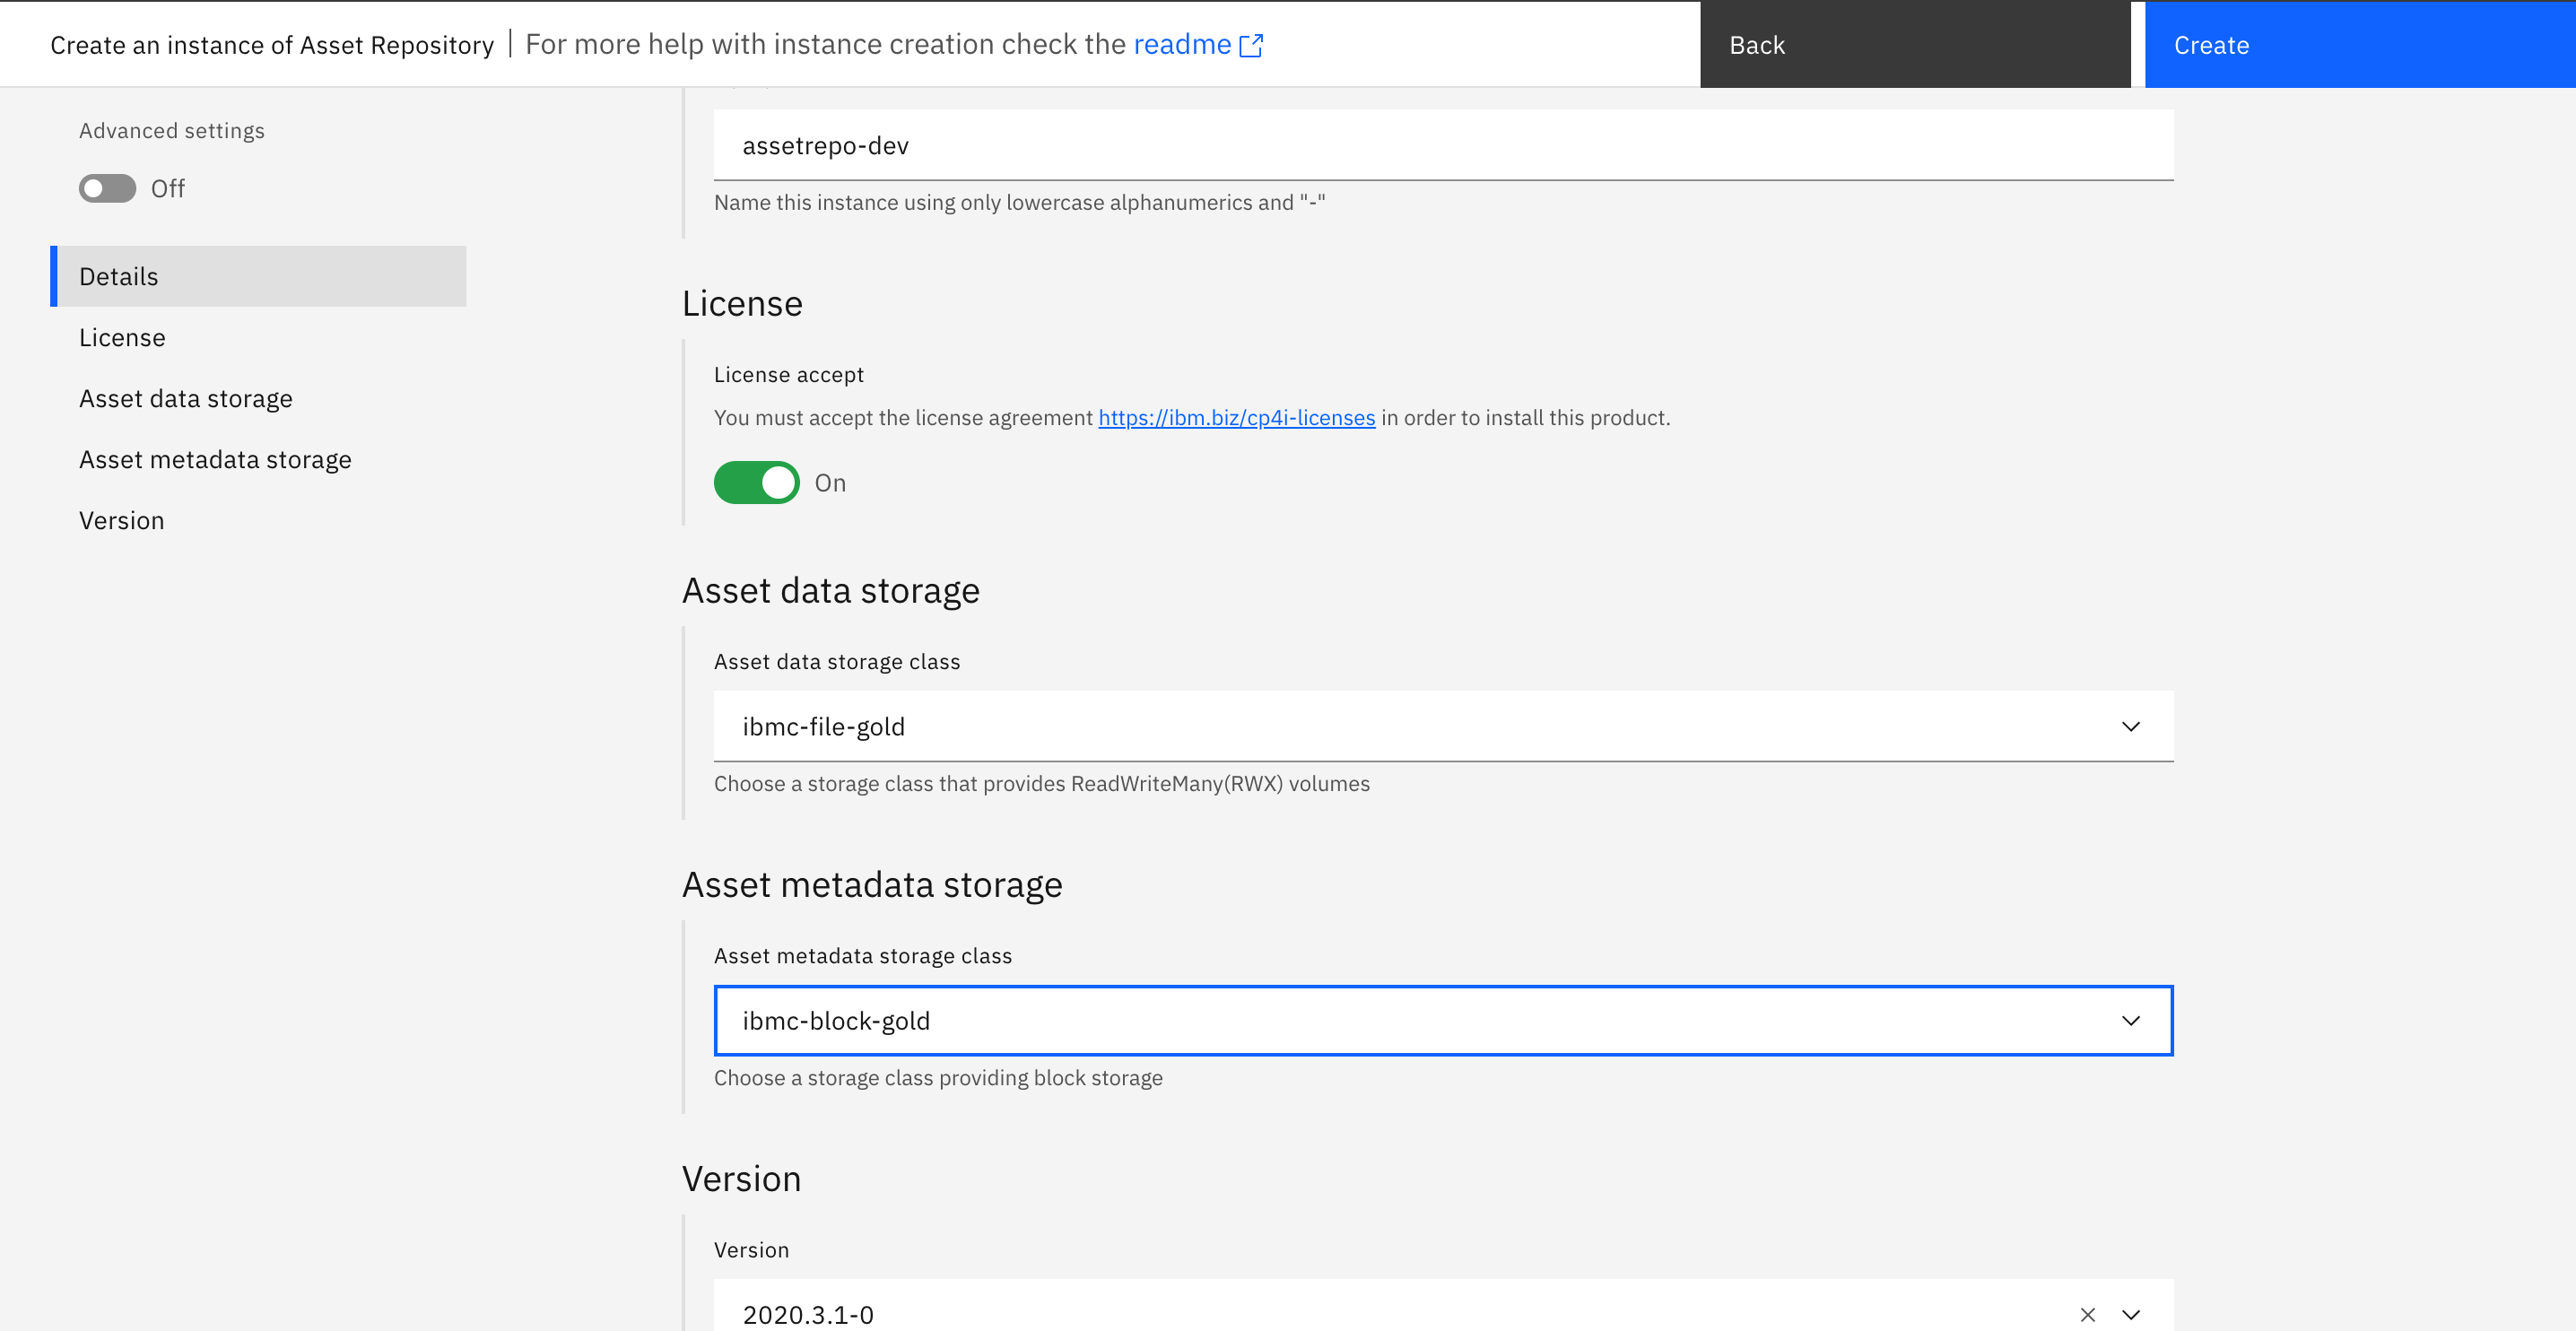 Create an instance of Asset Repository | For more help with instance creation check the readme
Back
Create
Advanced settings
Off
Details
License
Asset data storage
Asset metadata storage
Version
assetrepo-dev
Name this instance using only lowercase alphanumerics and "-"
License
License accept
You must accept the license agreement https://ibm.biz/cp4i-licenses in order to install this product.
On
Asset data storage
Asset data storage class
ibmc-file-gold
Choose a storage class that provides ReadWriteMany(RWX) volumes
Asset metadata storage
Asset metadata storage class
ibmc-block-gold
Choose a storage class providing block storage
Version
Version
2020.3.1-0